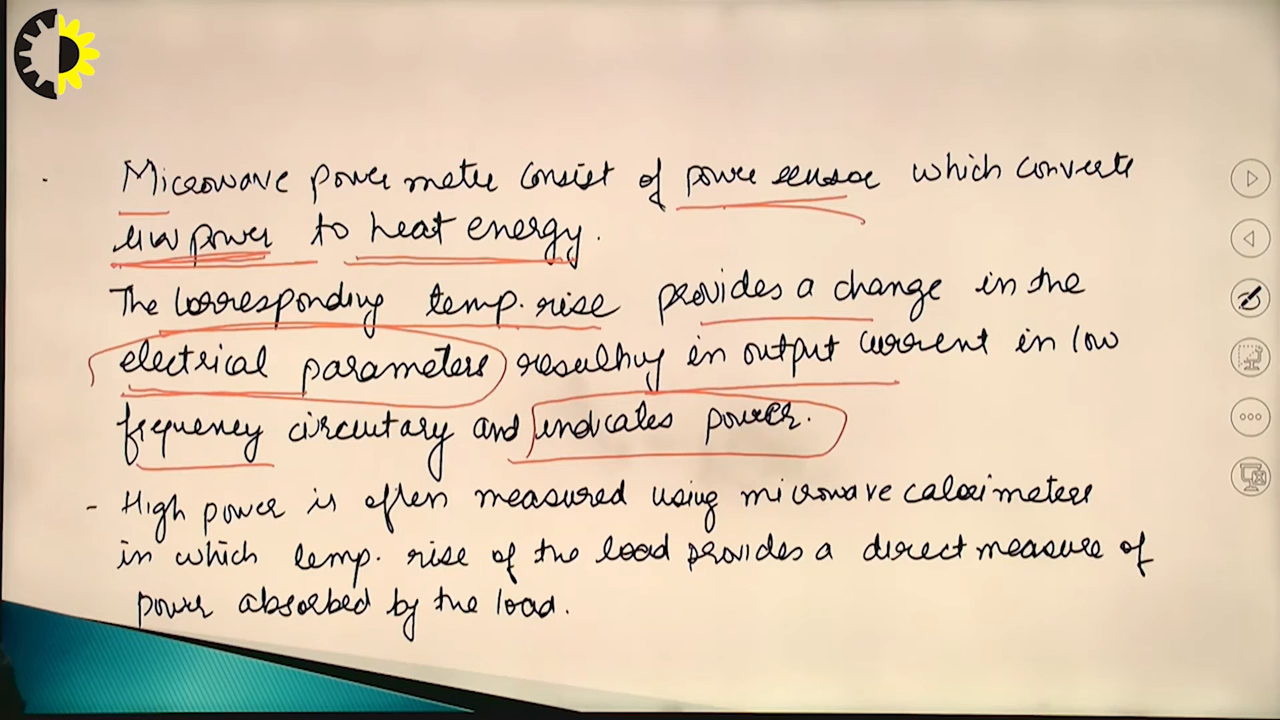 Microwave power meter consist of power sensor which converts
μω power to heat energy.
The corresponding temp. rise provides a change in the
electrical parameters resulting in output current in low
frequency circuitary and indicates power.
- High power is often measured using microwave calorimeters
in which temp. rise of the load provides a direct measure of
power absorbed by the load.